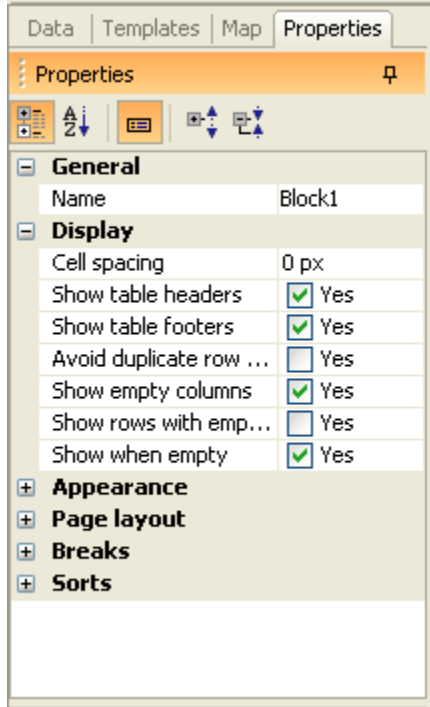 Data Templates Map Properties
Properties
A Z
General
Name Block1
Display
Cell spacing 0 px
Show table headers Yes
Show table footers Yes
Avoid duplicate row ... Yes
Show empty columns Yes
Show rows with emp... Yes
Show when empty Yes
Appearance
Page layout
Breaks
Sorts